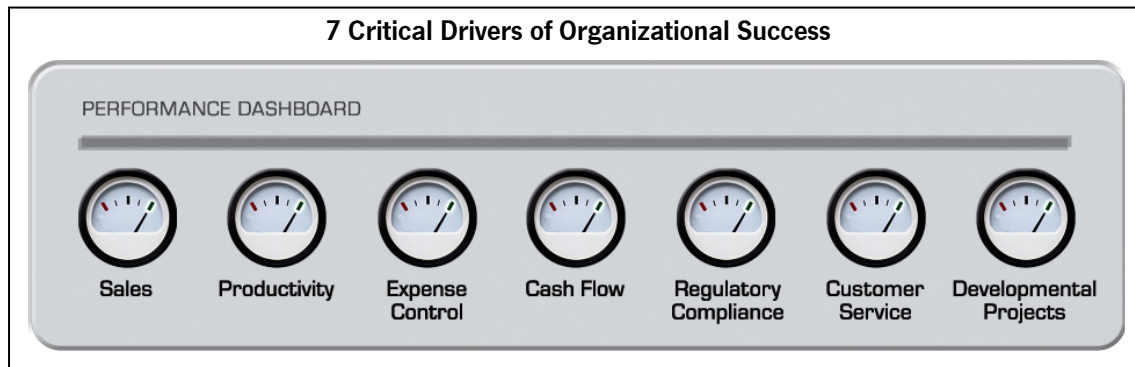 7 Critical Drivers of Organizational Success
PERFORMANCE DASHBOARD
Sales
Productivity
Expense
Control
Cash Flow
Regulatory
Compliance
Customer
Service
Developmental
Projects